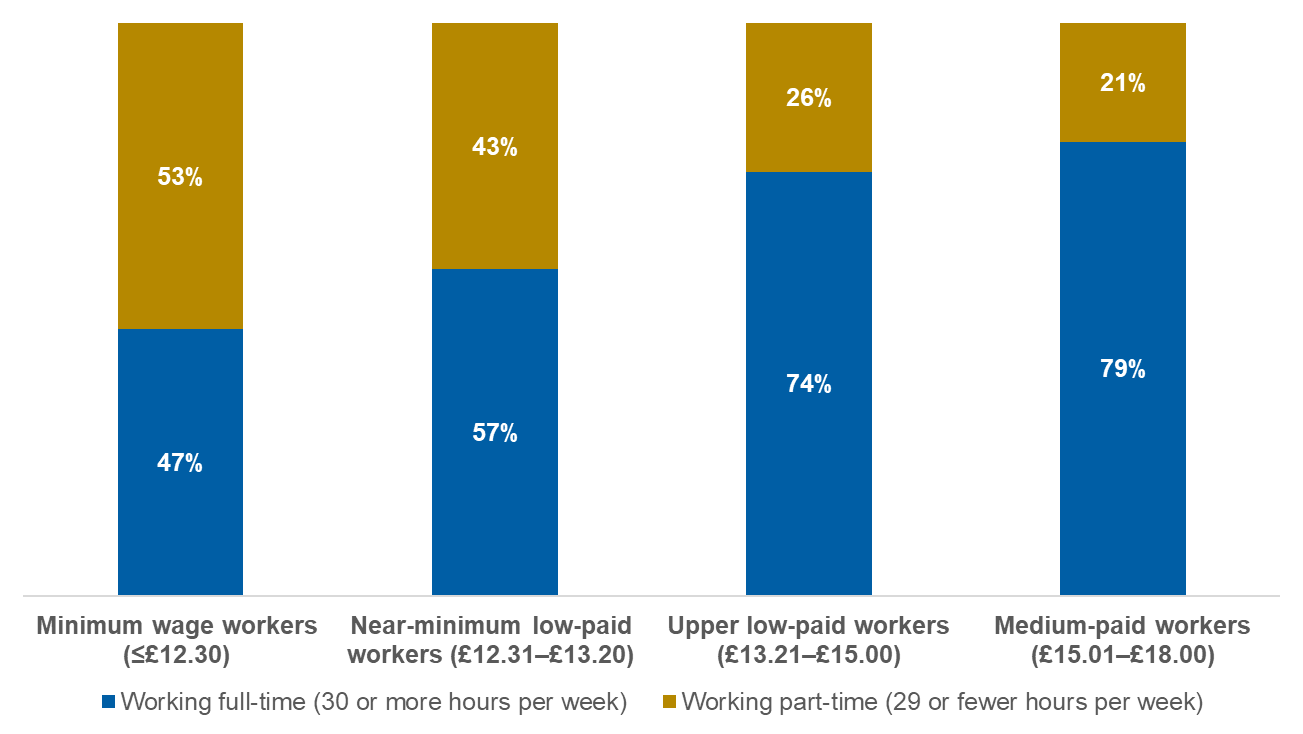 53%
43%
26%
21%
47%
57%
74%
79%
Minimum wage workers
(≤£12.30)
Near-minimum low-paid
workers (£12.31–£13.20)
Upper low-paid workers
(£13.21–£15.00)
Medium-paid workers
(£15.01–£18.00)
Working full-time (30 or more hours per week)
Working part-time (29 or fewer hours per week)